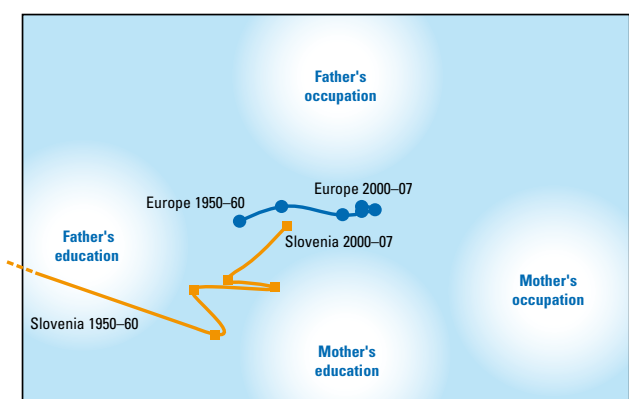 Father's
occupation
Europe 1950–60
Europe 2000–07
Father's
education
Slovenia 2000–07
Mother's
occupation
Slovenia 1950–60
Mother's
education